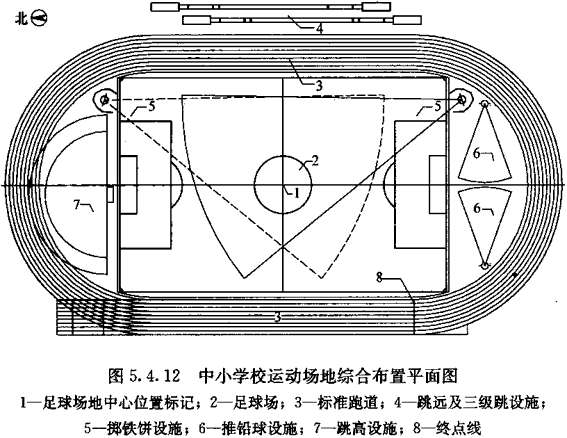 北
4
3
5
5
2
6
1
7
6
8
3
图 5.4.12 中小学校运动场地综合布置平面图
1—足球场地中心位置标记；2—足球场；3—标准跑道；4—跳远及三级跳设施；
5—掷铁饼设施；6—推铅球设施；7—跳高设施；8—终点线